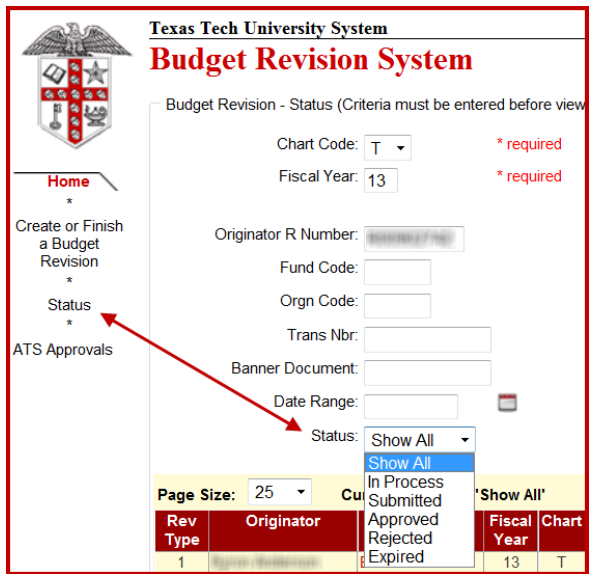 Texas Tech University System
Budget Revision System
Budget Revision - Status (Criteria must be entered before view
Chart Code: T * required
Fiscal Year: 13 * required
Home
*
Create or Finish
a Budget
Revision
*
Status
*
ATS Approvals
Originator R Number:
Fund Code:
Orgn Code:
Trans Nbr:
Banner Document:
Date Range:
Status: Show All
Show All
In Process
Submitted
Approved
Rejected
Expired
Page Size: 25 Cu 'Show All'
Rev Type Originator Fiscal Year Chart
1 13 T